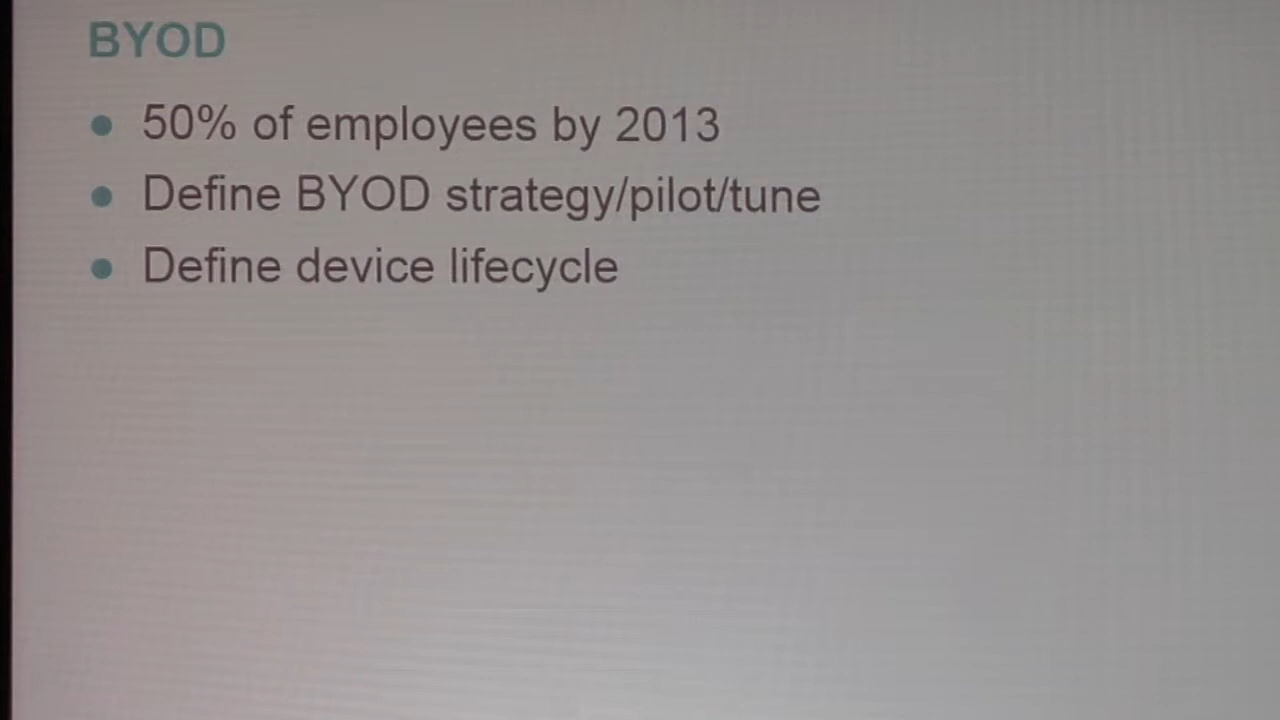 BYOD
• 50% of employees by 2013
• Define BYOD strategy/pilot/tune
• Define device lifecycle